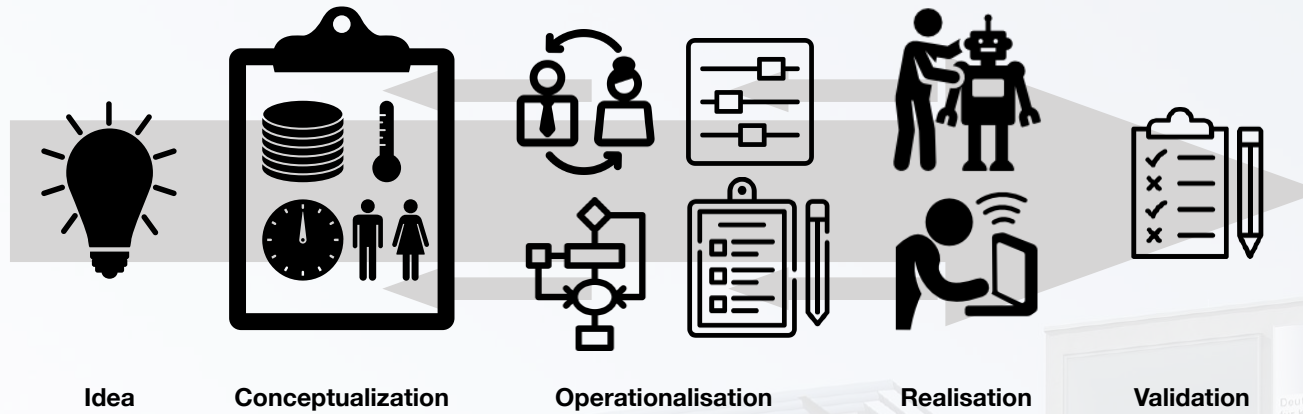 Idea
Conceptualization
Operationalisation
Realisation
Validation